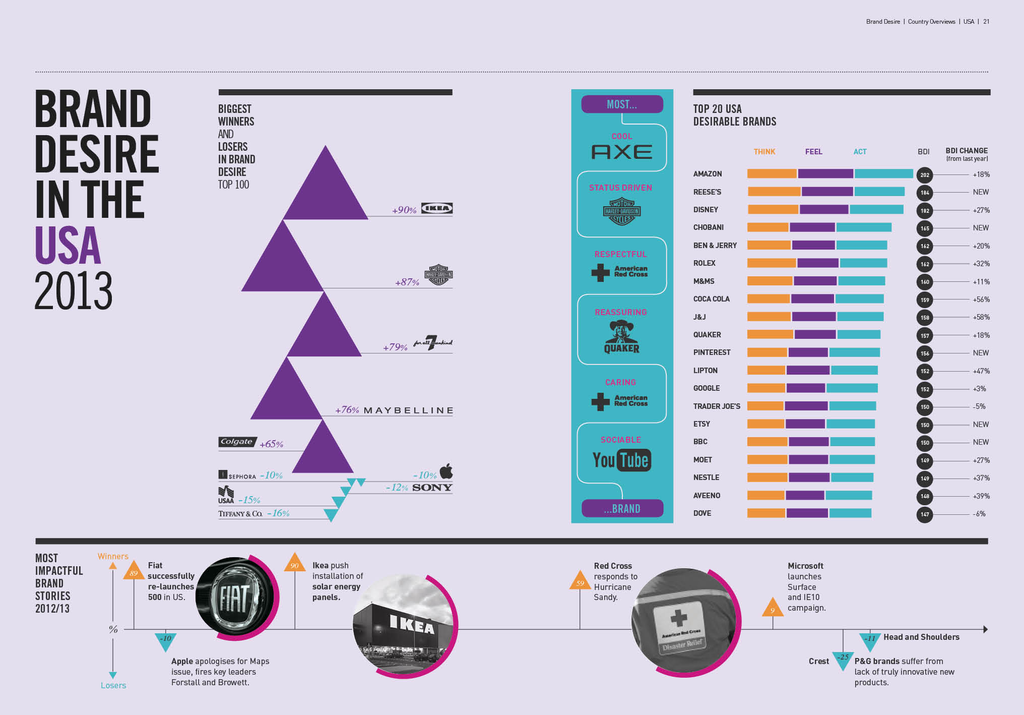 Brand Desire | Country Overviews | USA | 21
BRAND
DESIRE
IN THE
USA
2013
BIGGEST
WINNERS
AND
LOSERS
IN BRAND
DESIRE
TOP 100
+90% IKEA
+87% HARLEY-DAVIDSON
+79% for all 7 mankind
+76% MAYBELLINE
Colgate +65%
SEPHORA -10%
-10%
-12% SONY
USAA -15%
TIFFANY & CO. -16%
MOST...
COOL
AXE
STATUS DRIVEN
HARLEY-DAVIDSON
RESPECTFUL
American
Red Cross
REASSURING
QUAKER
CARING
American
Red Cross
SOCIABLE
YouTube
...BRAND
TOP 20 USA
DESIRABLE BRANDS
THINK FEEL ACT BDI BDI CHANGE
(from last year)
AMAZON 202 +18%
REESE'S 184 NEW
DISNEY 182 +27%
CHOBANI 165 NEW
BEN & JERRY 162 +20%
ROLEX 162 +32%
M&MS 160 +11%
COCA COLA 159 +56%
J&J 158 +58%
QUAKER 157 +18%
PINTEREST 156 NEW
LIPTON 152 +47%
GOOGLE 152 +3%
TRADER JOE'S 150 -5%
ETSY 150 NEW
BBC 150 NEW
MOET 149 +27%
NESTLE 149 +37%
AVEENO 148 +39%
DOVE 147 -6%
MOST
IMPACTFUL
BRAND
STORIES
2012/13
Winners
%
Losers
89
Fiat
successfully
re-launches
500 in US.
FIAT
-10
Apple apologises for Maps
issue, fires key leaders
Forstall and Browett.
90
Ikea push
installation of
solar energy
panels.
IKEA
59
Red Cross
responds to
Hurricane
Sandy.
American Red Cross
Disaster Relief
9
Microsoft
launches
Surface
and IE10
campaign.
-11 Head and Shoulders
Crest -25 P&G brands suffer from
lack of truly innovative new
products.